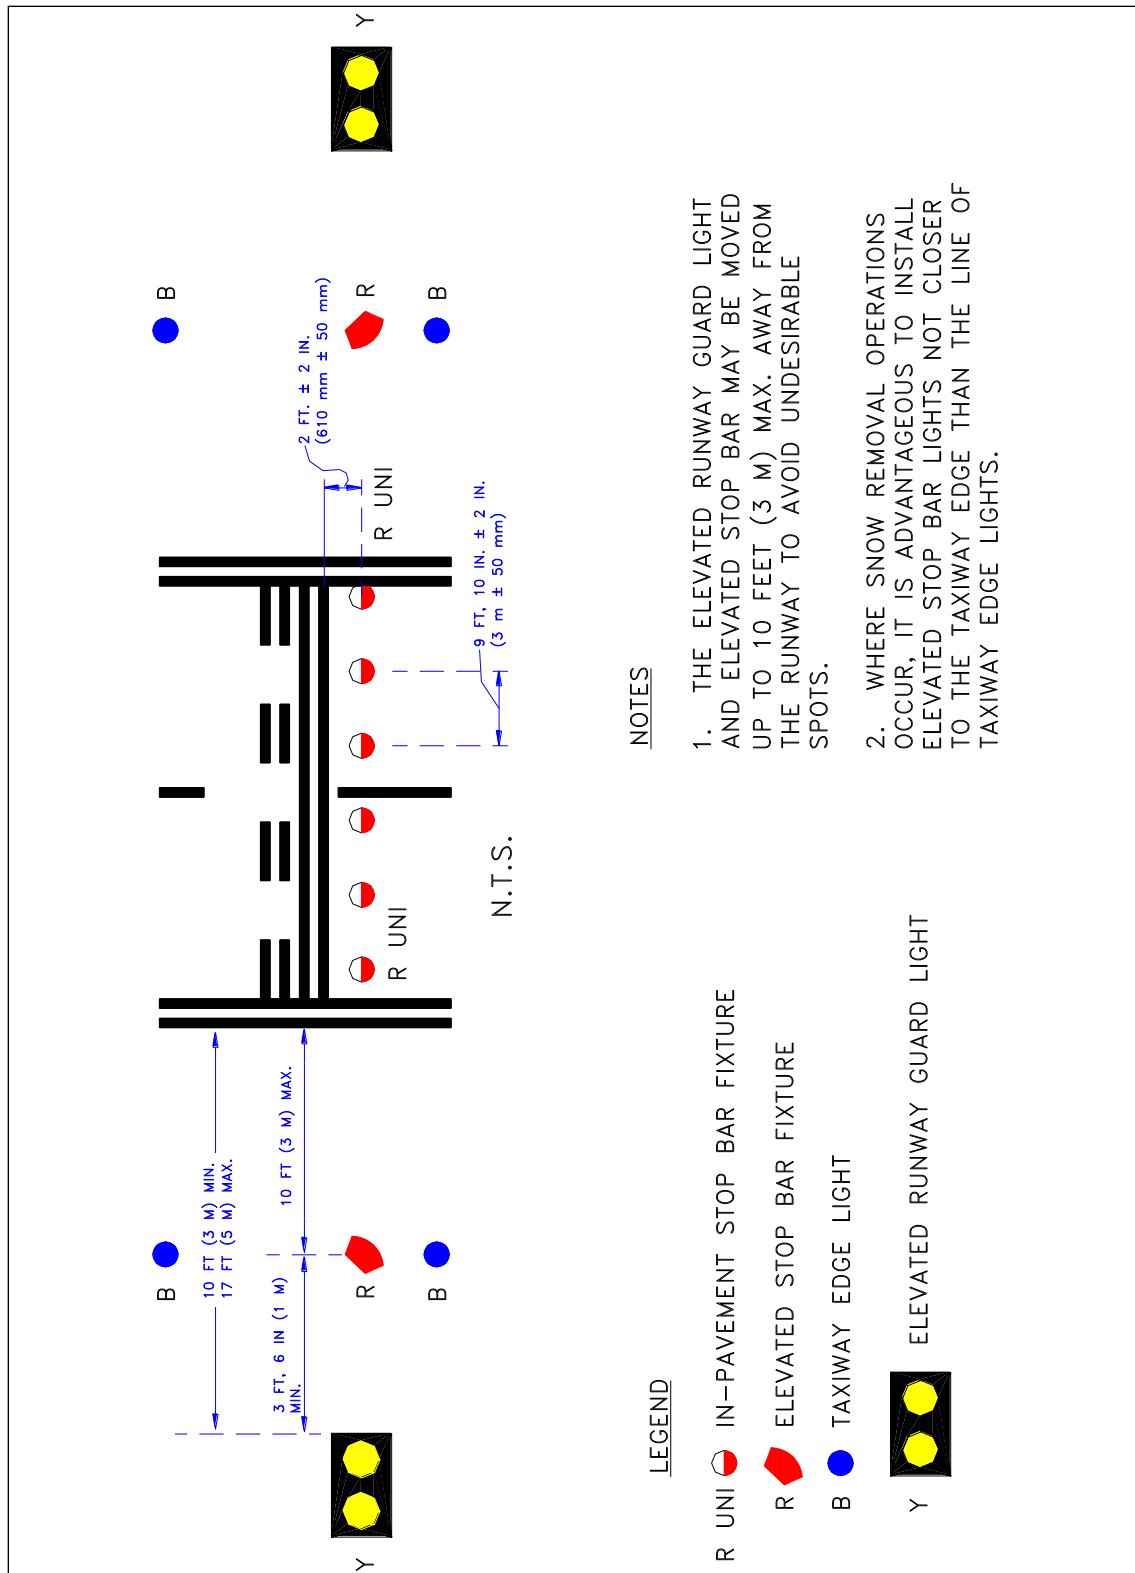 Y
B
B
10 FT (3 M) MIN.
17 FT (5 M) MAX.
3 FT, 6 IN (1 M)
MIN.
10 FT (3 M) MAX.
2 FT. ± 2 IN.
(610 mm ± 50 mm)
Y
R
R UNI
R UNI
R
Y
B
B
9 FT, 10 IN. ± 2 IN.
(3 m ± 50 mm)
N.T.S.
LEGEND
R UNI IN-PAVEMENT STOP BAR FIXTURE
R ELEVATED STOP BAR FIXTURE
B TAXIWAY EDGE LIGHT
Y ELEVATED RUNWAY GUARD LIGHT
NOTES
1. THE ELEVATED RUNWAY GUARD LIGHT
AND ELEVATED STOP BAR MAY BE MOVED
UP TO 10 FEET (3 M) MAX. AWAY FROM
THE RUNWAY TO AVOID UNDESIRABLE
SPOTS.
2. WHERE SNOW REMOVAL OPERATIONS
OCCUR, IT IS ADVANTAGEOUS TO INSTALL
ELEVATED STOP BAR LIGHTS NOT CLOSER
TO THE TAXIWAY EDGE THAN THE LINE OF
TAXIWAY EDGE LIGHTS.